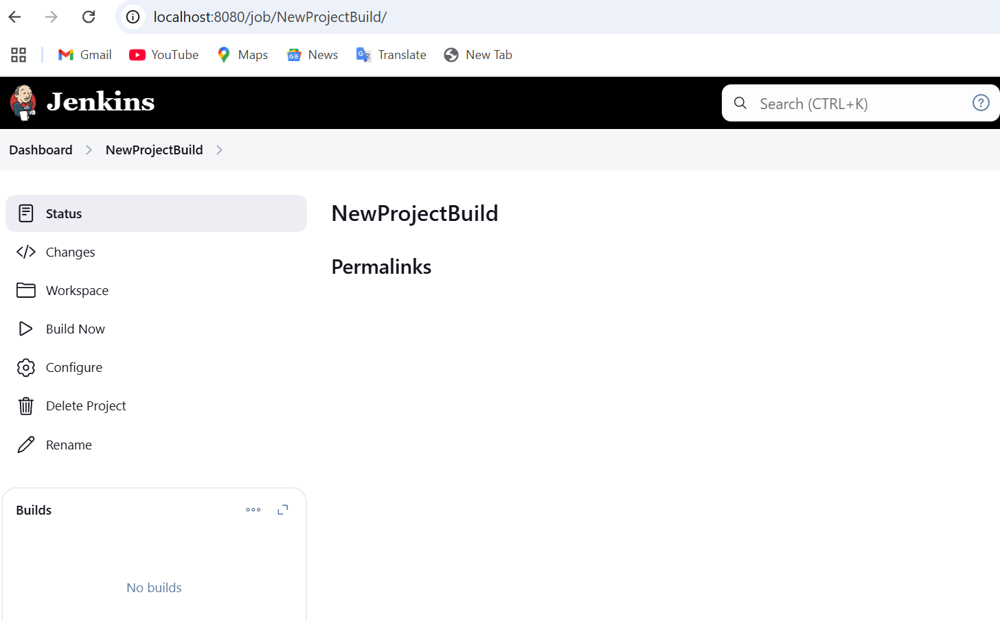 localhost:8080/job/NewProjectBuild/
Gmail YouTube Maps News Translate New Tab
Jenkins Search (CTRL+K) ?
Dashboard NewProjectBuild
Status
NewProjectBuild
Changes
Permalinks
Workspace
Build Now
Configure
Delete Project
Rename
Builds
No builds